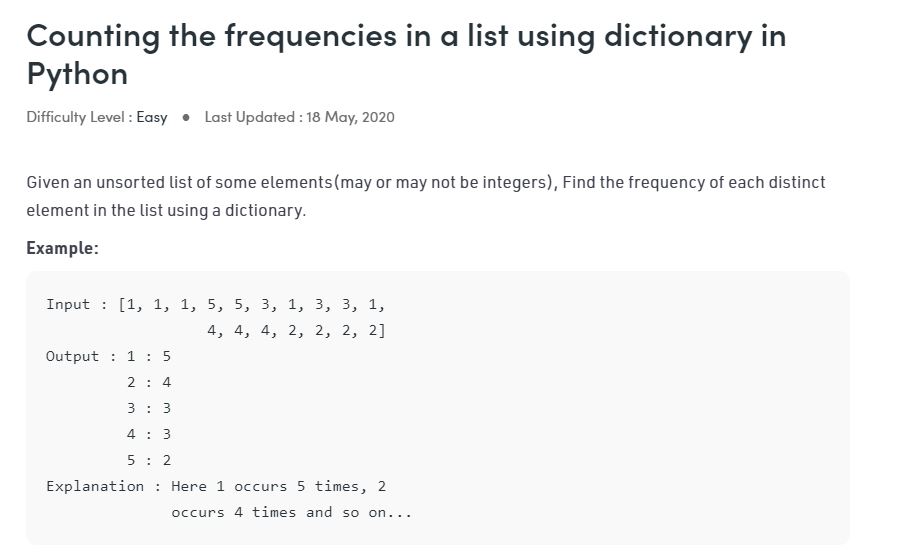 Counting the frequencies in a list using dictionary in
Python
Difficulty Level : Easy ● Last Updated : 18 May, 2020
Given an unsorted list of some elements(may or may not be integers), Find the frequency of each distinct
element in the list using a dictionary.
Example:
Input : [1, 1, 1, 5, 5, 3, 1, 3, 3, 1,
4, 4, 4, 2, 2, 2, 2]
Output : 1 : 5
2 : 4
3 : 3
4 : 3
5 : 2
Explanation : Here 1 occurs 5 times, 2
occurs 4 times and so on...